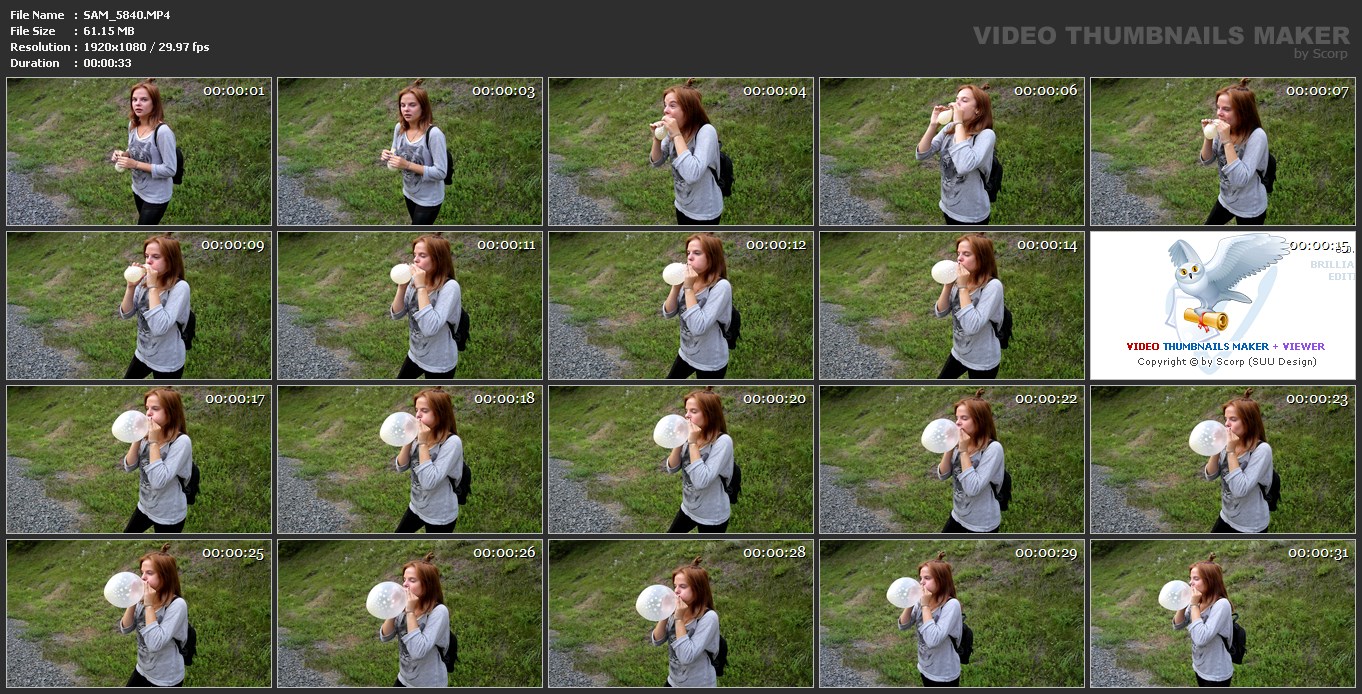 File Name : SAM_5840.MP4
File Size : 61.15 MB
Resolution : 1920x1080 / 29.97 fps
Duration : 00:00:33
VIDEO THUMBNAILS MAKER
by Scorp
00:00:01
00:00:03
00:00:04
00:00:06
00:00:07
00:00:09
00:00:11
00:00:12
00:00:14
00:00:15
BRILLIA
EDIT
VIDEO THUMBNAILS MAKER + VIEWER
Copyright © by Scorp (SUU Design)
00:00:17
00:00:18
00:00:20
00:00:22
00:00:23
00:00:25
00:00:26
00:00:28
00:00:29
00:00:31